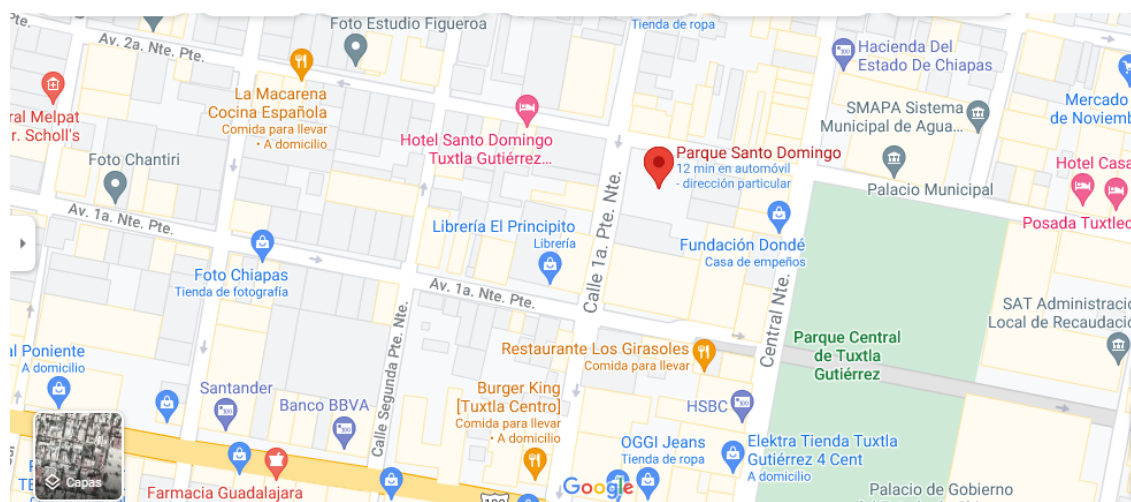 Foto Estudio Figueroa
Tienda de ropa
Av. 2a. Nte. Pte.
Hacienda Del
Estado De Chiapas
La Macarena
Cocina Española
Comida para llevar
• A domicilio
ral Melpat
r. Scholl's
Hotel Santo Domingo
Tuxtla Gutiérrez...
SMAPA Sistema
Municipal de Agua...
Mercado
de Noviemb
Foto Chantiri
Parque Santo Domingo
12 min en automóvil
- dirección particular
Palacio Municipal
Hotel Casa
Posada Tuxtlec
Av. 1a. Nte. Pte.
Calle 1a. Pte. Nte.
Librería El Principito
Librería
Fundación Dondé
Casa de empeños
Foto Chiapas
Tienda de fotografía
Av. 1a. Nte. Pte.
Central Nte.
SAT Administració
Local de Recaudació
Calle Segunda Pte. Nte.
Restaurante Los Girasoles
Comida para llevar
Parque Central
de Tuxtla
Gutiérrez
al Poniente
A domicilio
Santander
Banco BBVA
Burger King
[Tuxtla Centro]
Comida para llevar
• A domicilio
HSBC
OGGI Jeans
Tienda de ropa
Elektra Tienda Tuxtla
Gutiérrez 4 Cent
A domicilio
Capas
Farmacia Guadalajara
Google
Palacio de Gobierno